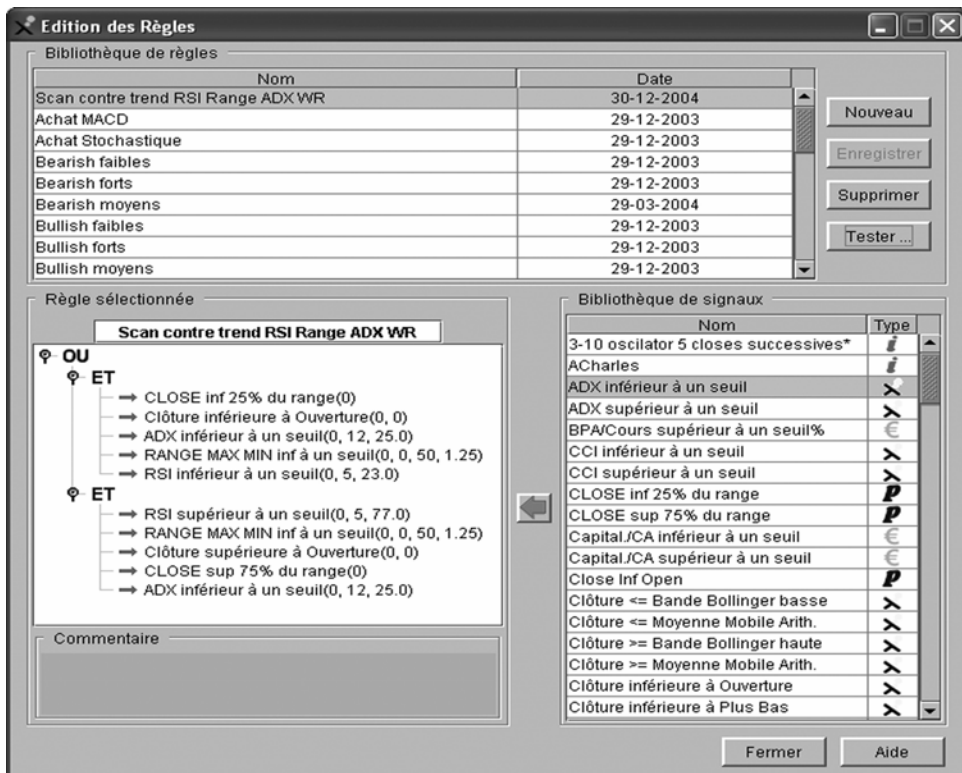 Edition des Règles
Bibliothèque de règles
Nom Date
Scan contre trend RSI Range ADX WR 30-12-2004
Achat MACD 29-12-2003
Achat Stochastique 29-12-2003
Bearish faibles 29-12-2003
Bearish forts 29-12-2003
Bearish moyens 29-03-2004
Bullish faibles 29-12-2003
Bullish forts 29-12-2003
Bullish moyens 29-12-2003
Nouveau
Enregistrer
Supprimer
Tester ...
Règle sélectionnée
Scan contre trend RSI Range ADX WR
OU
ET
CLOSE inf 25% du range(0)
Clôture inférieure à Ouverture(0, 0)
ADX inférieur à un seuil(0, 12, 25.0)
RANGE MAX MIN inf à un seuil(0, 0, 50, 1.25)
RSI inférieur à un seuil(0, 5, 23.0)
ET
RSI supérieur à un seuil(0, 5, 77.0)
RANGE MAX MIN inf à un seuil(0, 0, 50, 1.25)
Clôture supérieure à Ouverture(0, 0)
CLOSE sup 75% du range(0)
ADX inférieur à un seuil(0, 12, 25.0)
Commentaire
Bibliothèque de signaux
Nom Type
3-10 oscilator 5 closes successives* i
ACharles i
ADX inférieur à un seuil
ADX supérieur à un seuil
BPA/Cours supérieur à un seuil% €
CCI inférieur à un seuil
CCI supérieur à un seuil
CLOSE inf 25% du range P
CLOSE sup 75% du range P
Capital./CA inférieur à un seuil €
Capital./CA supérieur à un seuil €
Close Inf Open P
Clôture <= Bande Bollinger basse
Clôture <= Moyenne Mobile Arith.
Clôture >= Bande Bollinger haute
Clôture >= Moyenne Mobile Arith.
Clôture inférieure à Ouverture
Clôture inférieure à Plus Bas
Fermer
Aide